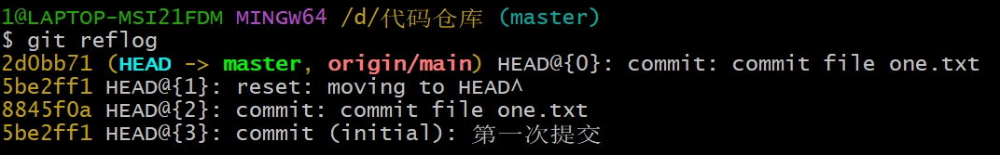 1@LAPTOP-MSI21FDM MINGW64 /d/代码仓库 (master)
$ git reflog
2d0bb71 (HEAD -> master, origin/main) HEAD@{0}: commit: commit file one.txt
5be2ff1 HEAD@{1}: reset: moving to HEAD^
8845f0a HEAD@{2}: commit: commit file one.txt
5be2ff1 HEAD@{3}: commit (initial): 第一次提交